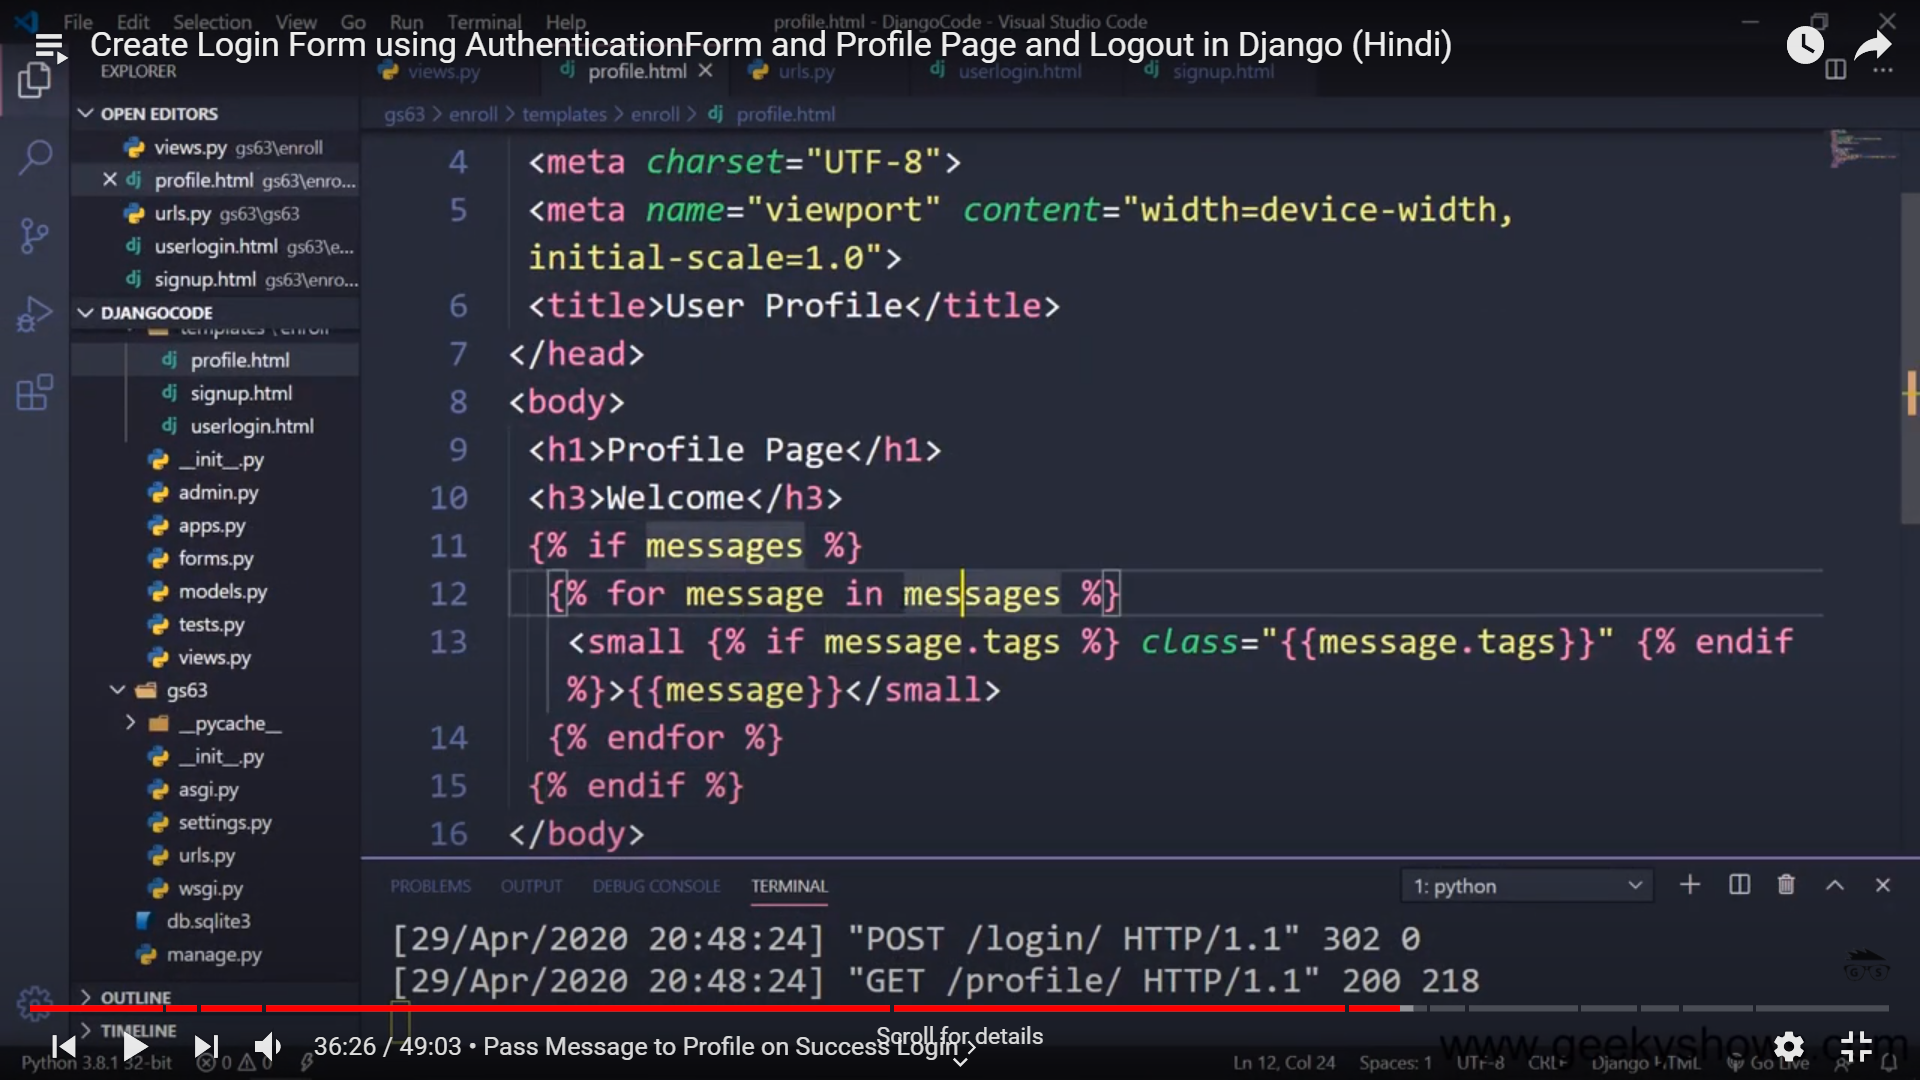 File Edit Selection View Go Run Terminal Help
profile.html - DjangoCode - Visual Studio Code
Create Login Form using AuthenticationForm and Profile Page and Logout in Django (Hindi)
EXPLORER
views.py
profile.html
urls.py
userlogin.html
signup.html
OPEN EDITORS
views.py gs63\enroll
profile.html gs63\enro...
urls.py gs63\gs63
userlogin.html gs63\e...
signup.html gs63\enro...
DJANGOCODE
templates \ enroll
profile.html
signup.html
userlogin.html
__init__.py
admin.py
apps.py
forms.py
models.py
tests.py
views.py
gs63
__pycache__
__init__.py
asgi.py
settings.py
urls.py
wsgi.py
db.sqlite3
manage.py
OUTLINE
TIMELINE
gs63 > enroll > templates > enroll > profile.html
4 <meta charset="UTF-8">
5 <meta name="viewport" content="width=device-width,
initial-scale=1.0">
6 <title>User Profile</title>
7 </head>
8 <body>
9 <h1>Profile Page</h1>
10 <h3>Welcome</h3>
11 {% if messages %}
12 {% for message in messages %}
13 <small {% if message.tags %} class="{{message.tags}}" {% endif
%}>{{message}}</small>
14 {% endfor %}
15 {% endif %}
16 </body>
PROBLEMS OUTPUT DEBUG CONSOLE TERMINAL
1: python
[29/Apr/2020 20:48:24] "POST /login/ HTTP/1.1" 302 0
[29/Apr/2020 20:48:24] "GET /profile/ HTTP/1.1" 200 218
Scroll for details
36:26 / 49:03 • Pass Message to Profile on Success Login
Python 3.8.1 32-bit 0 0
Ln 12, Col 24 Spaces: 1 UTF-8 CRLF Django HTML Go Live